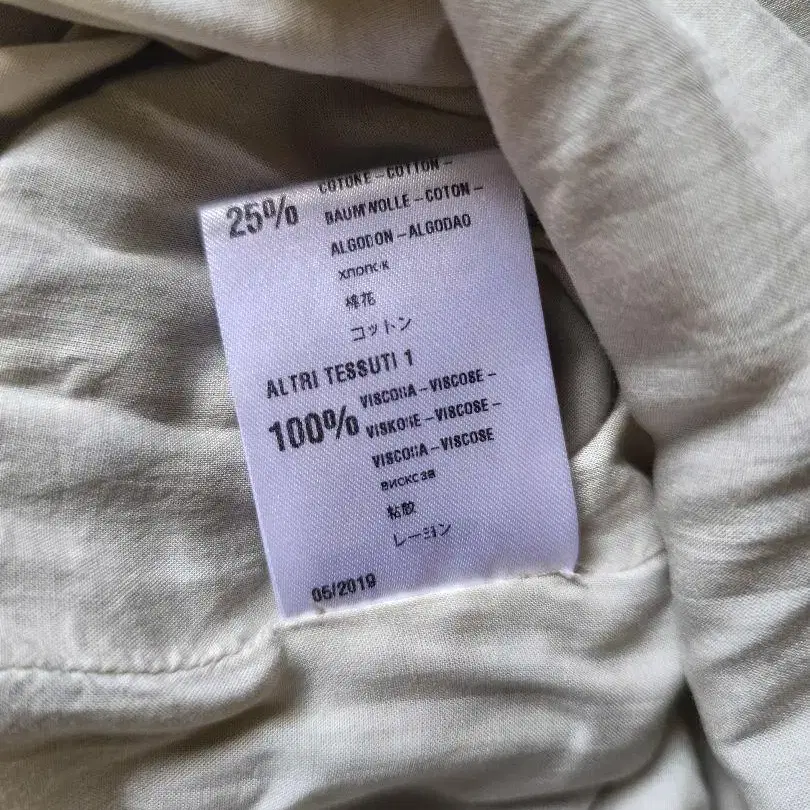 25% COTONE – COTTON –
BAUMWOLLE – COTON –
ALGODON – ALGODAO
хлопок
棉花
コットン
ALTRI TESSUTI 1
100% VISCOSA – VISCOSE –
VISKOSE – VISCOSE –
VISCOSA – VISCOSE
вискоза
粘胶
レーヨン
05/2019